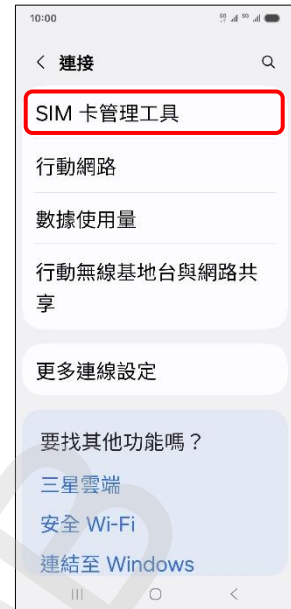 10:00
連接
SIM 卡管理工具
行動網路
數據使用量
行動無線基地台與網路共
享
更多連線設定
要找其他功能嗎？
三星雲端
安全 Wi-Fi
連結至 Windows